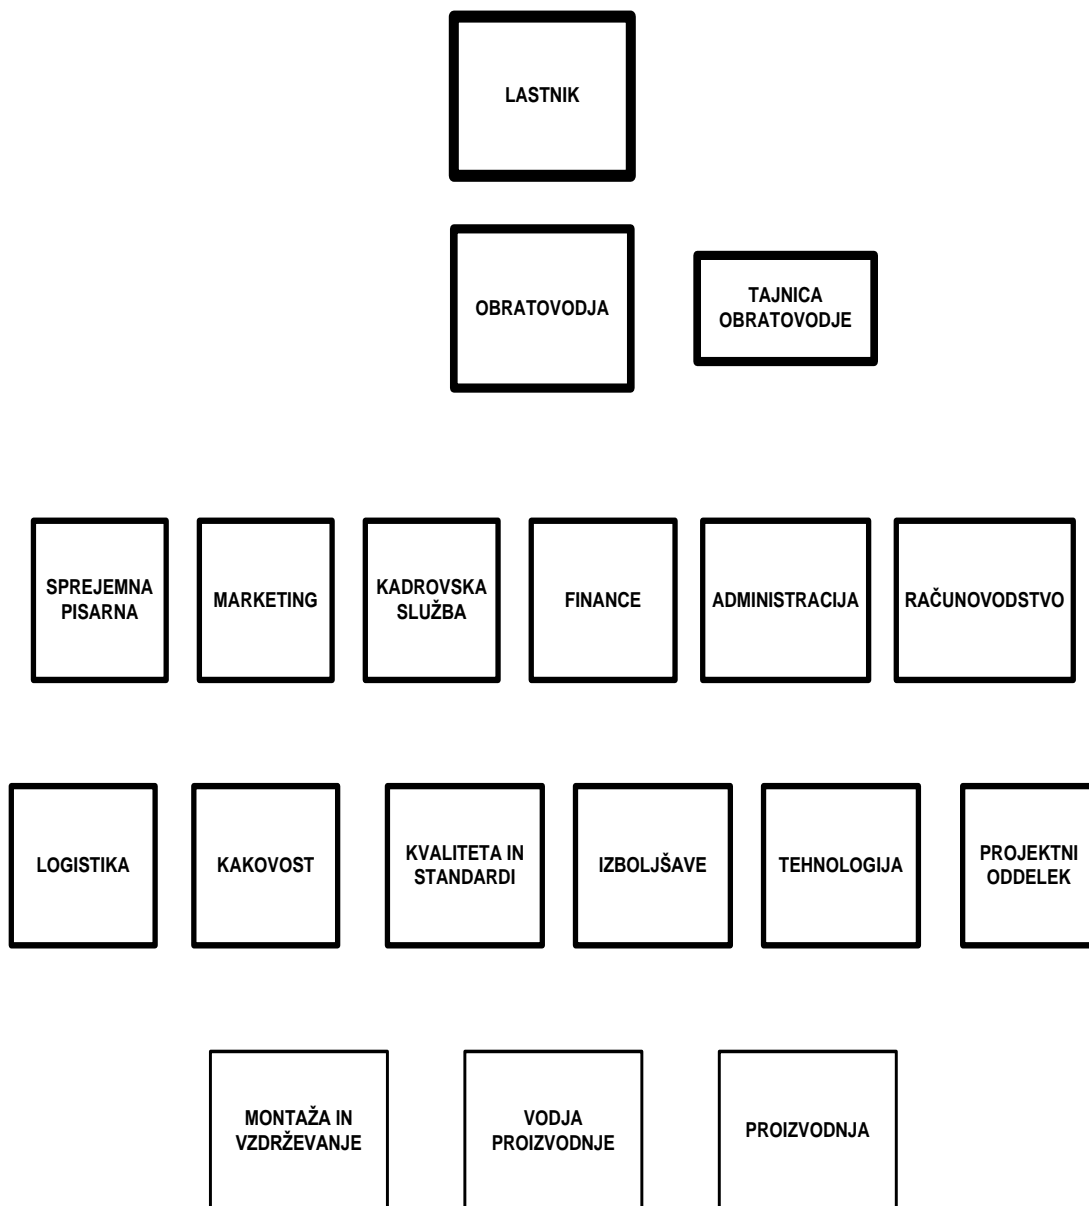 LASTNIK
OBRATOVODJA
TAJNICA
OBRATOVODJE
SPREJEMNA
PISARNA
MARKETING
KADROVSKA
SLUŽBA
FINANCE
ADMINISTRACIJA
RAČUNOVODSTVO
LOGISTIKA
KAKOVOST
KVALITETA IN
STANDARDI
IZBOLJŠAVE
TEHNOLOGIJA
PROJEKTNI
ODDELEK
MONTAŽA IN
VZDRŽEVANJE
VODJA
PROIZVODNJE
PROIZVODNJA